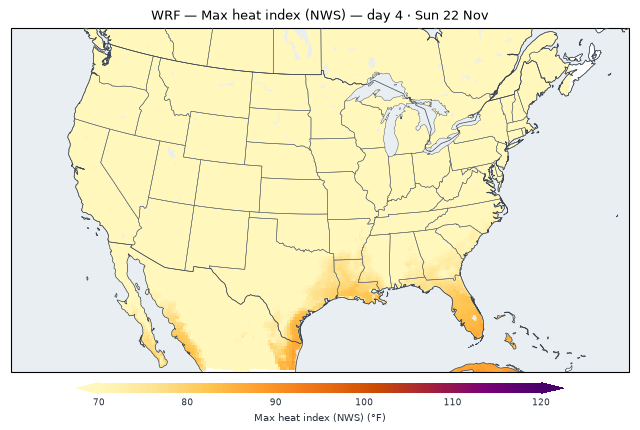 WRF — Max heat index (NWS) — day 4 · Sun 22 Nov
70 80 90 100 110 120
Max heat index (NWS) (°F)